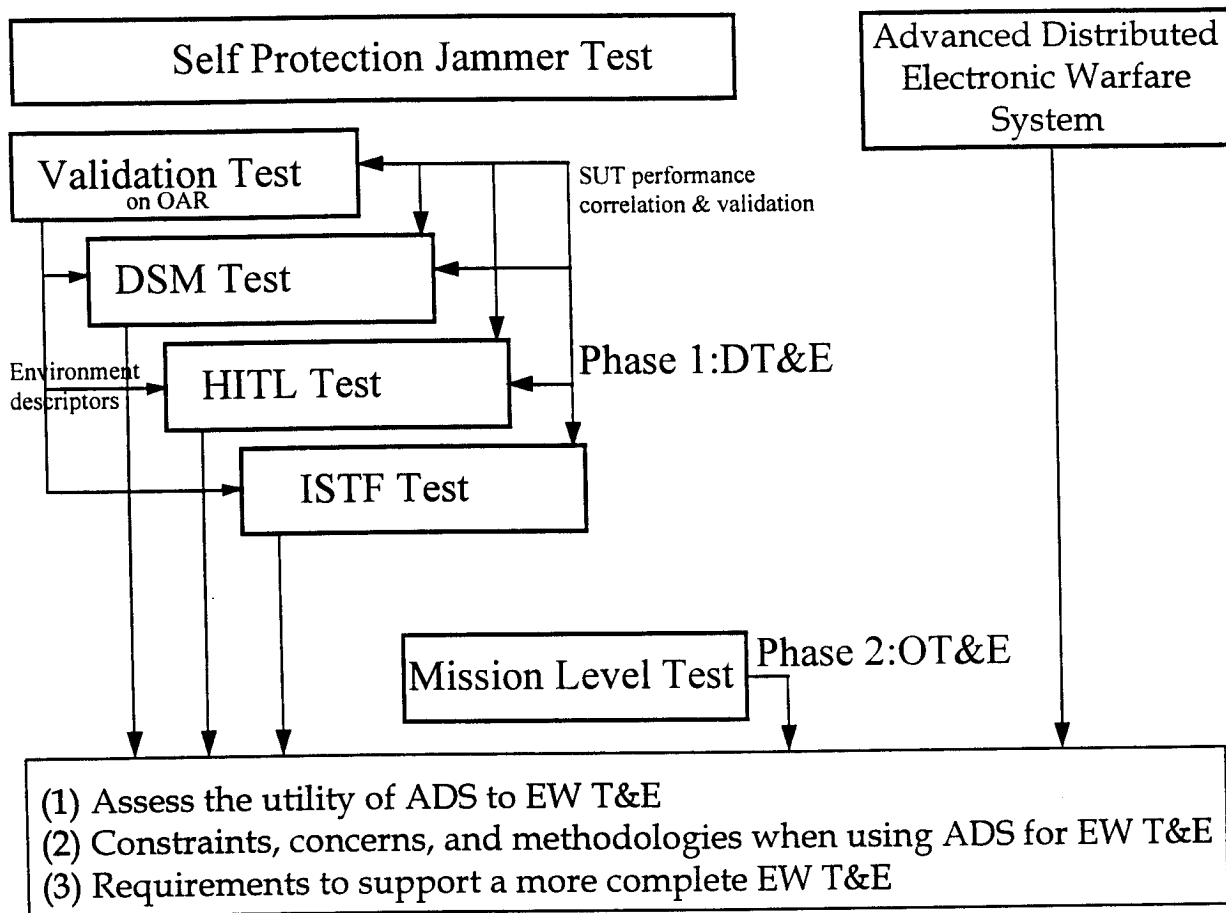 Self Protection Jammer Test
Advanced Distributed
Electronic Warfare
System
Validation Test
on OAR
SUT performance
correlation & validation
DSM Test
Phase 1:DT&E
Environment
descriptors
HITL Test
ISTF Test
Mission Level Test
Phase 2:OT&E
(1) Assess the utility of ADS to EW T&E
(2) Constraints, concerns, and methodologies when using ADS for EW T&E
(3) Requirements to support a more complete EW T&E